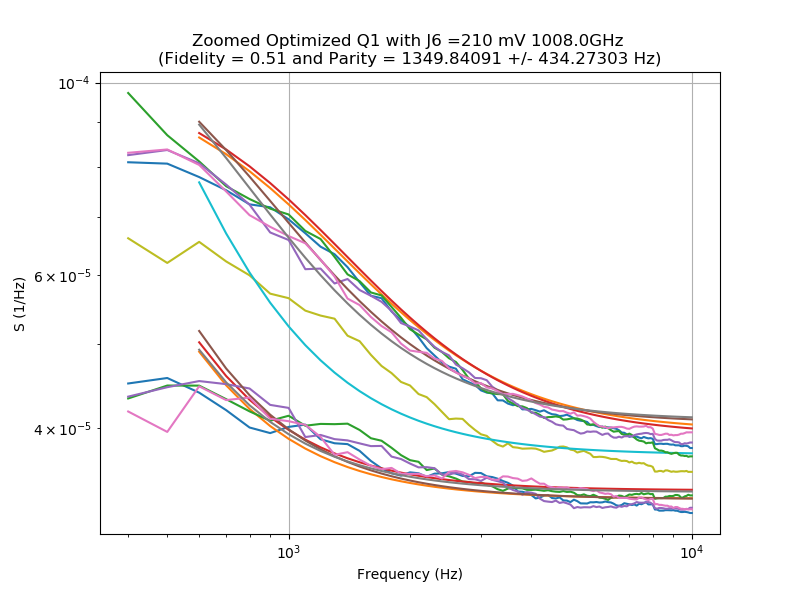 Zoomed Optimized Q1 with J6 =210 mV 1008.0GHz
(Fidelity = 0.51 and Parity = 1349.84091 +/- 434.27303 Hz)
10⁻⁴
6 × 10⁻⁵
4 × 10⁻⁵
S (1/Hz)
10³
10⁴
Frequency (Hz)